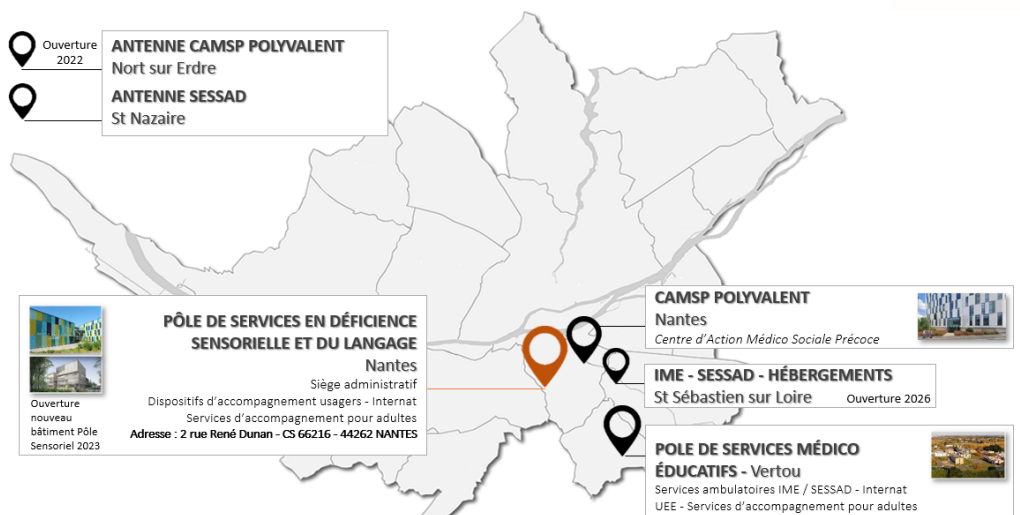 Ouverture
2022
ANTENNE CAMSP POLYVALENT
Nort sur Erdre
ANTENNE SESSAD
St Nazaire
PÔLE DE SERVICES EN DÉFICIENCE
SENSORIELLE ET DU LANGAGE
Nantes
Siège administratif
Dispositifs d'accompagnement usagers - Internat
Services d'accompagnement pour adultes
Adresse : 2 rue René Dunan - CS 66216 - 44262 NANTES
Ouverture
nouveau
bâtiment Pôle
Sensoriel 2023
CAMSP POLYVALENT
Nantes
Centre d'Action Médico Sociale Précoce
IME - SESSAD - HÉBERGEMENTS
St Sébastien sur Loire Ouverture 2026
POLE DE SERVICES MÉDICO
ÉDUCATIFS - Vertou
Services ambulatoires IME / SESSAD - Internat
UEE - Services d'accompagnement pour adultes